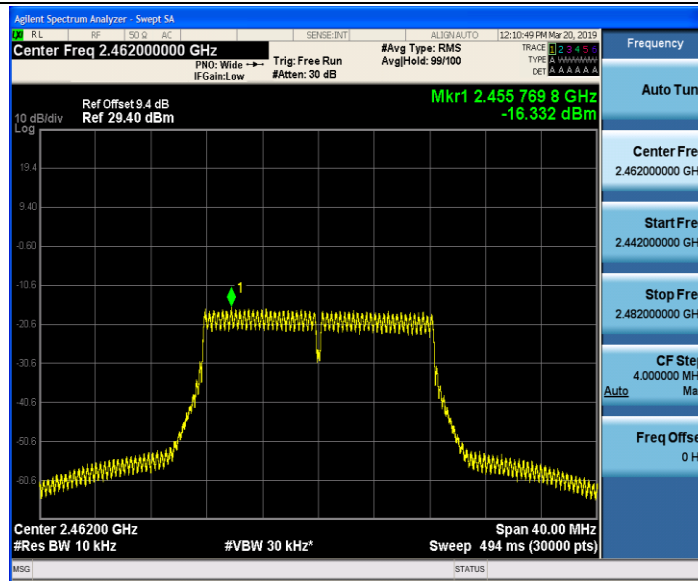 Agilent Spectrum Analyzer - Swept SA
RL RF 50 Ω AC SENSE:INT ALIGNAUTO 12:10:49 PM Mar 20, 2019
Center Freq 2.462000000 GHz
PNO: Wide
IFGain:Low
Trig: Free Run
#Atten: 30 dB
#Avg Type: RMS
Avg|Hold: 99/100
TRACE 1 2 3 4 5 6
TYPE A WWWWW
DET A A A A A A
Ref Offset 9.4 dB
10 dB/div Ref 29.40 dBm
Log
Mkr1 2.455 769 8 GHz
-16.332 dBm
19.4
9.40
-0.60
-10.6
1
-20.6
-30.6
-40.6
-50.6
-60.6
Center 2.46200 GHz Span 40.00 MHz
#Res BW 10 kHz #VBW 30 kHz* Sweep 494 ms (30000 pts)
MSG STATUS
Frequency
Auto Tun
Center Fre
2.462000000 GH
Start Fre
2.442000000 GH
Stop Fre
2.482000000 GH
CF Ste
4.000000 MH
Auto Ma
Freq Offse
0 H